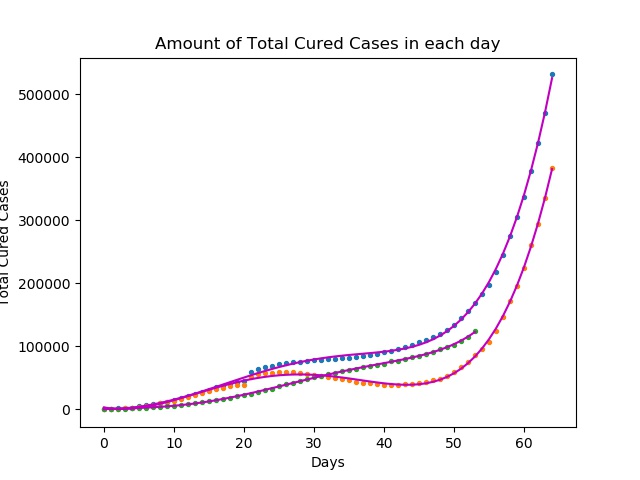 Amount of Total Cured Cases in each day
500000
400000
300000
200000
100000
0
Total Cured Cases
0 10 20 30 40 50 60
Days